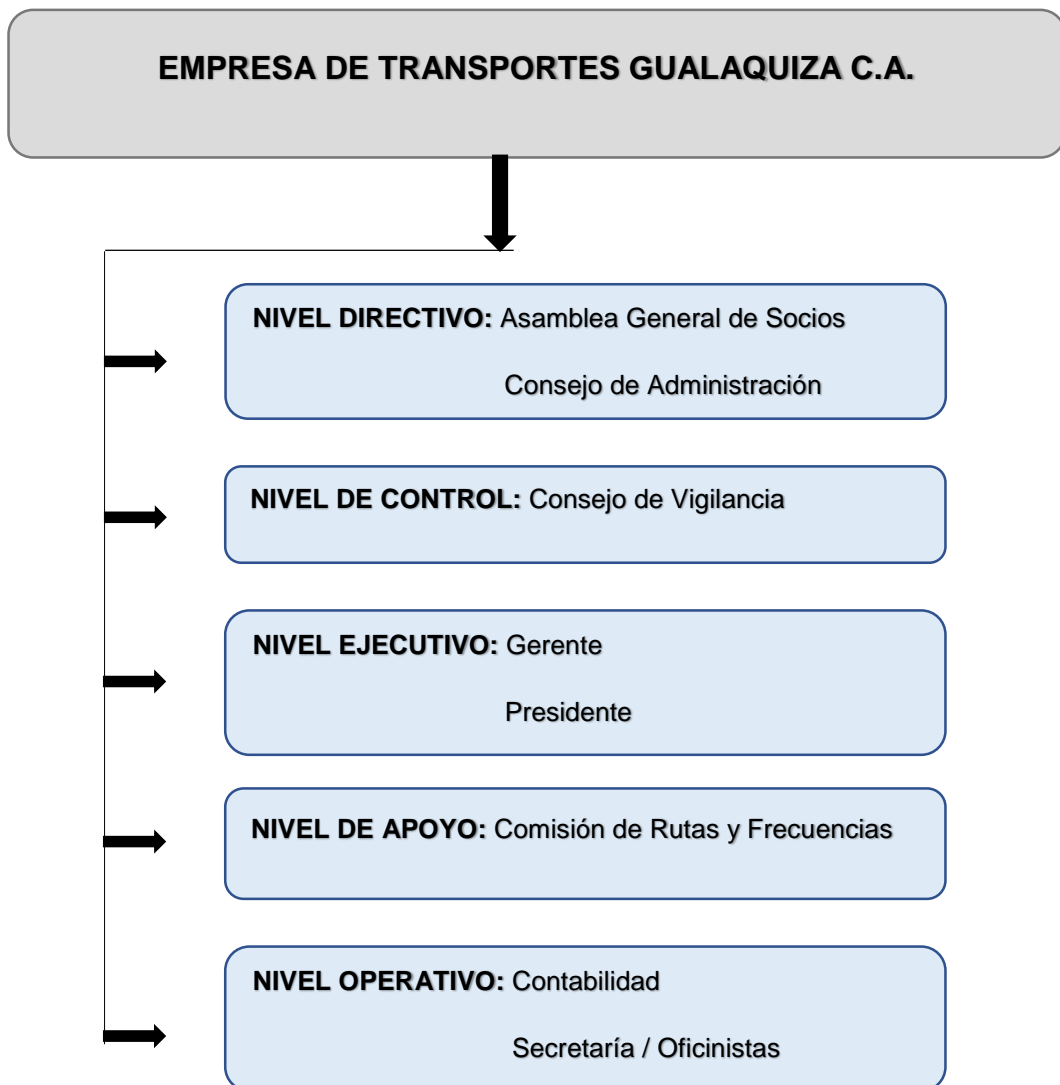 EMPRESA DE TRANSPORTES GUALAQUIZA C.A.
NIVEL DIRECTIVO: Asamblea General de Socios
Consejo de Administración
NIVEL DE CONTROL: Consejo de Vigilancia
NIVEL EJECUTIVO: Gerente
Presidente
NIVEL DE APOYO: Comisión de Rutas y Frecuencias
NIVEL OPERATIVO: Contabilidad
Secretaría / Oficinistas